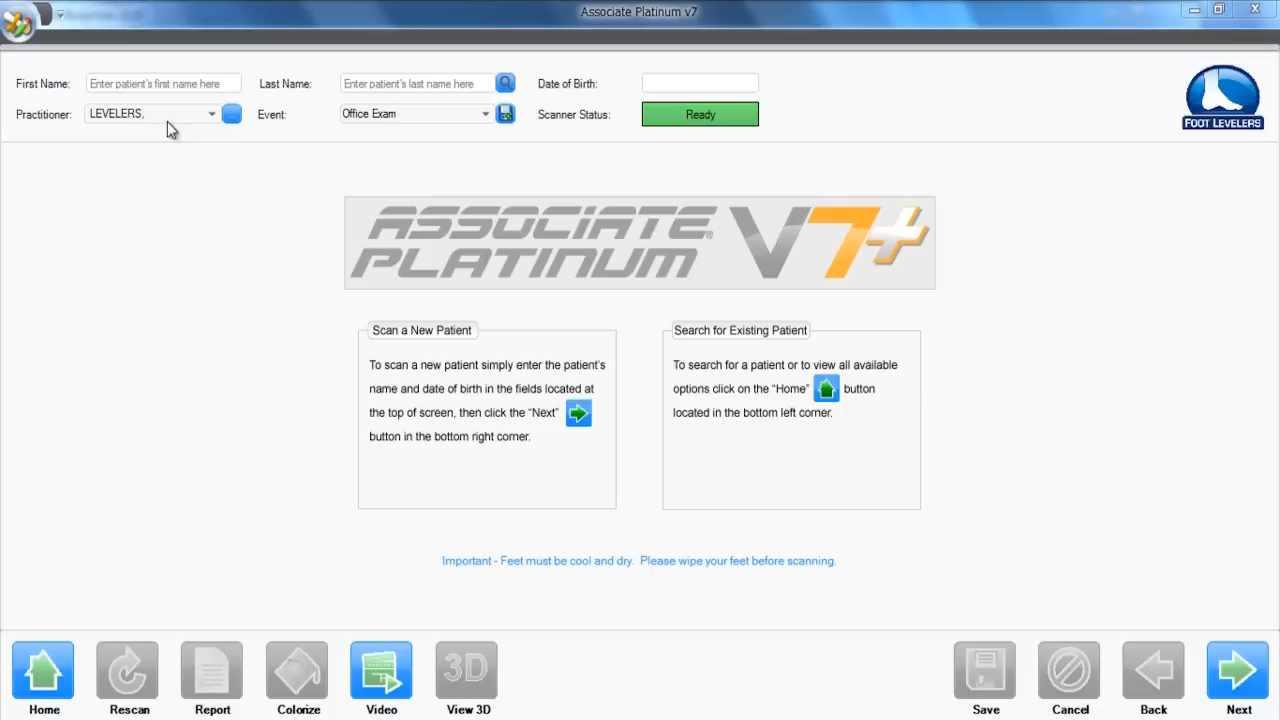 Associate Platinum v7
First Name: Enter patient's first name here Last Name: Enter patient's last name here Date of Birth:
Practitioner: LEVELERS, Event: Office Exam Scanner Status: Ready
FOOT LEVELERS
ASSOCIATE PLATINUM® V7+
Scan a New Patient
To scan a new patient simply enter the patient's
name and date of birth in the fields located at
the top of screen, then click the "Next"
button in the bottom right corner.
Search for Existing Patient
To search for a patient or to view all available
options click on the "Home" button
located in the bottom left corner.
Important - Feet must be cool and dry. Please wipe your feet before scanning.
3D
Home Rescan Report Colorize Video View 3D Save Cancel Back Next